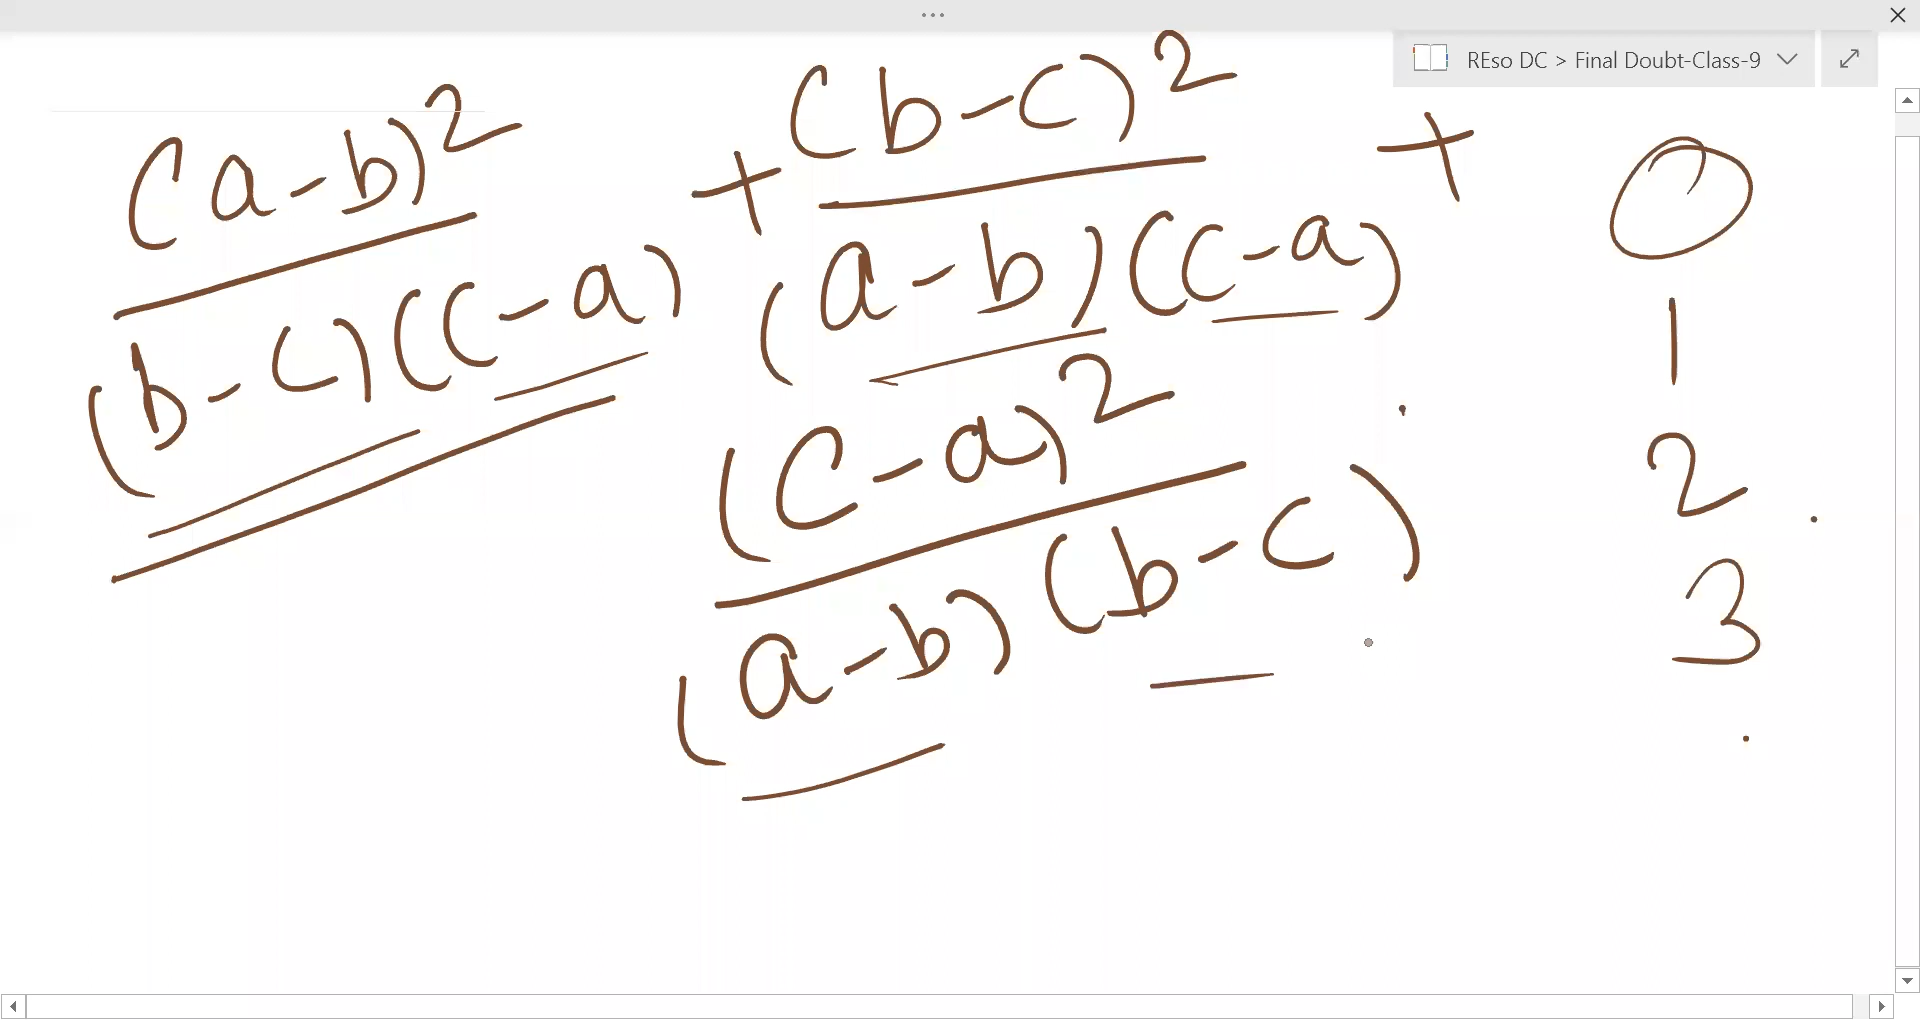 REso DC > Final Doubt-Class-9
(a-b)² + (b-c)² +
(b-c)(c-a) (a-b)(c-a)
(c-a)²
(a-b)(b-c)
0
1
2
3